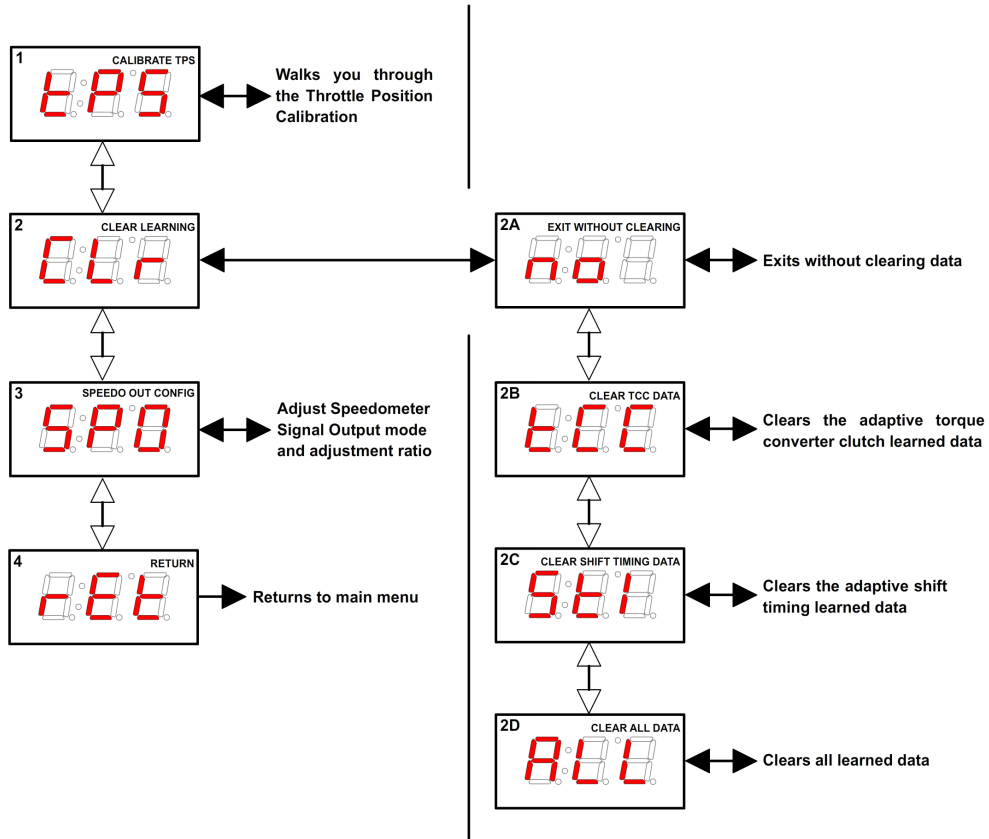 1
CALIBRATE TPS
tPS
Walks you through
the Throttle Position
Calibration
2
CLEAR LEARNING
CLr
3
SPEEDO OUT CONFIG
SPO
Adjust Speedometer
Signal Output mode
and adjustment ratio
4
RETURN
rEt
Returns to main menu
2A
EXIT WITHOUT CLEARING
no
Exits without clearing data
2B
CLEAR TCC DATA
tCC
Clears the adaptive torque
converter clutch learned data
2C
CLEAR SHIFT TIMING DATA
StI
Clears the adaptive shift
timing learned data
2D
CLEAR ALL DATA
ALL
Clears all learned data